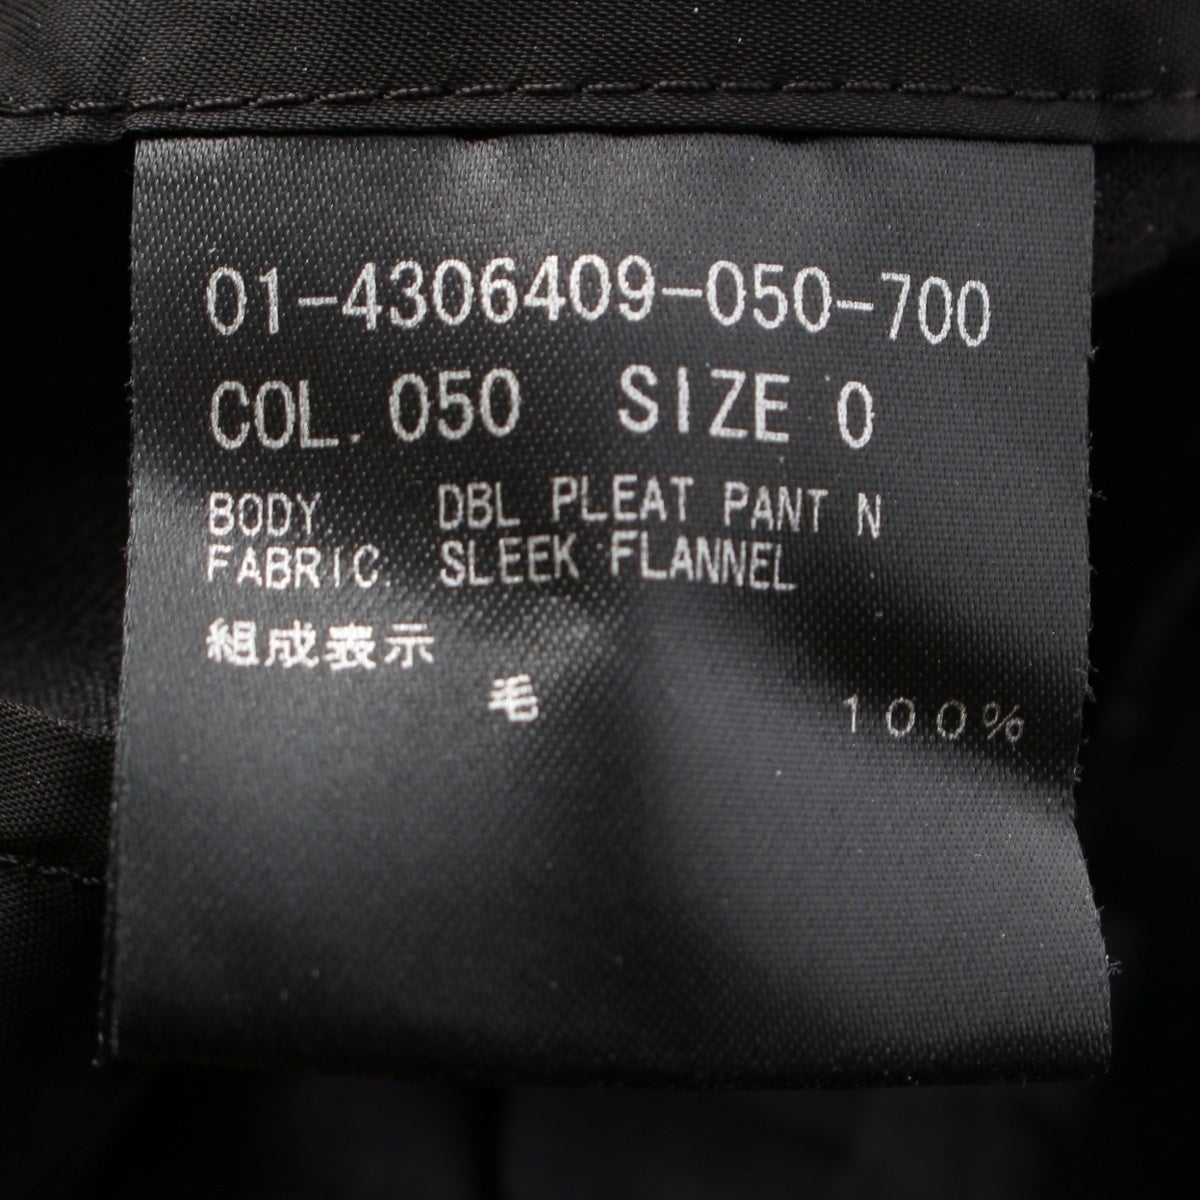 01-4306409-050-700
COL. 050 SIZE 0
BODY DBL PLEAT PANT N
FABRIC. SLEEK FLANNEL
組成表示
毛 100%